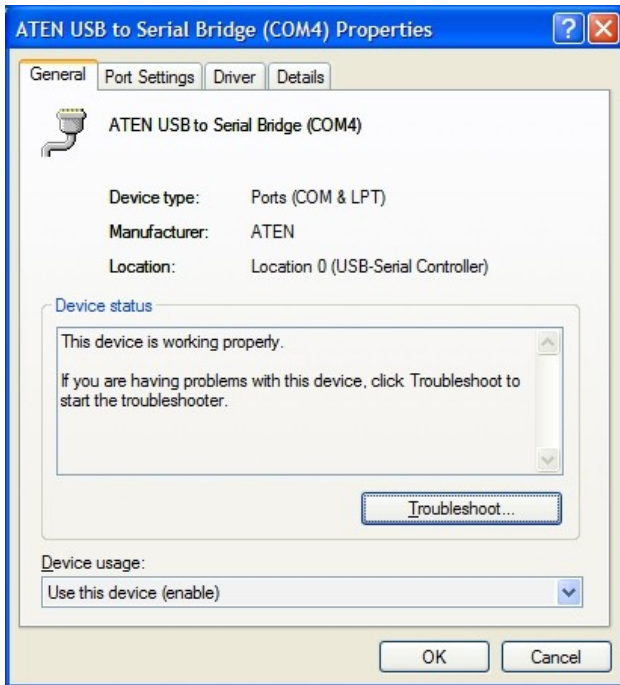 ATEN USB to Serial Bridge (COM4) Properties
General Port Settings Driver Details
ATEN USB to Serial Bridge (COM4)
Device type: Ports (COM & LPT)
Manufacturer: ATEN
Location: Location 0 (USB-Serial Controller)
Device status
This device is working properly.
If you are having problems with this device, click Troubleshoot to
start the troubleshooter.
Troubleshoot...
Device usage:
Use this device (enable)
OK Cancel